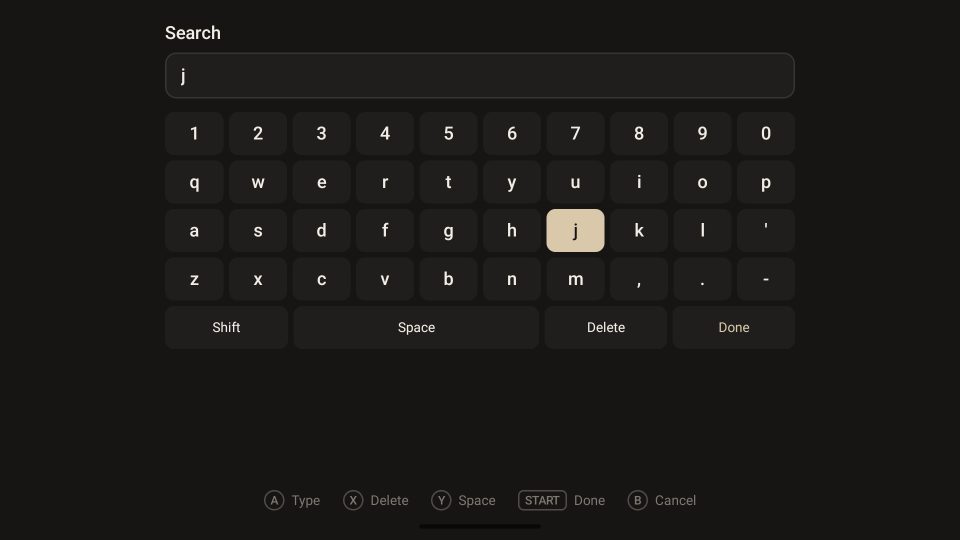 Search
j
1 2 3 4 5 6 7 8 9 0
q w e r t y u i o p
a s d f g h j k l '
z x c v b n m , . -
Shift Space Delete Done
A Type X Delete Y Space START Done B Cancel